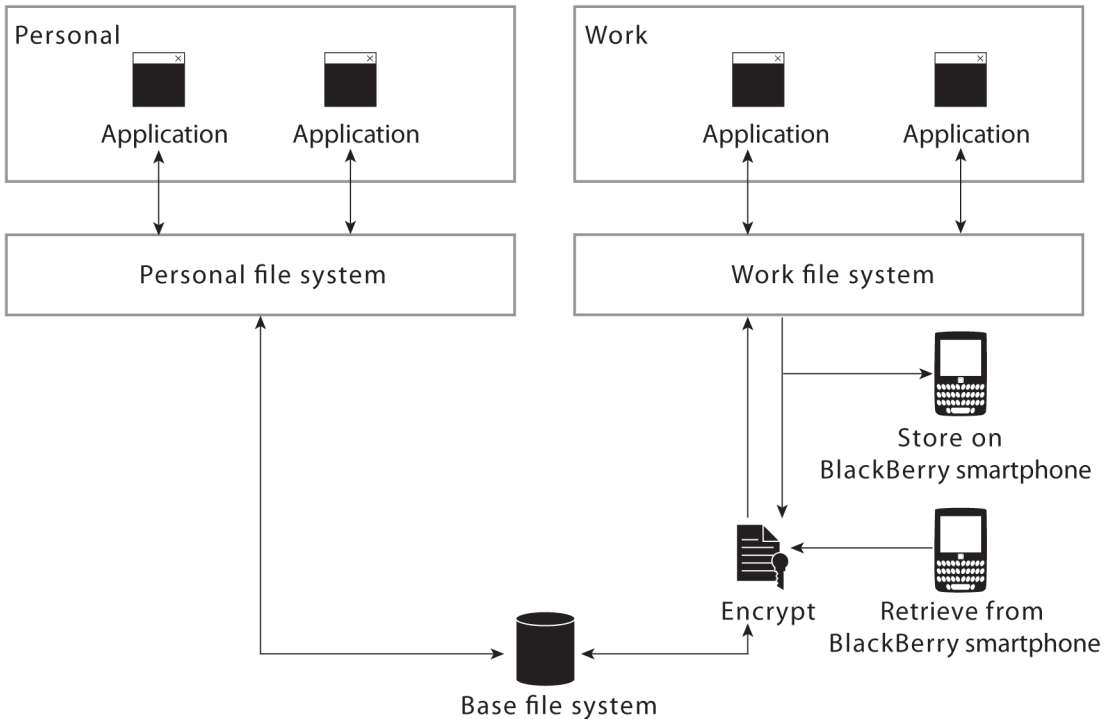 Personal
Work
Application
Application
Application
Application
Personal file system
Work file system
Store on
BlackBerry smartphone
Encrypt
Retrieve from
BlackBerry smartphone
Base file system